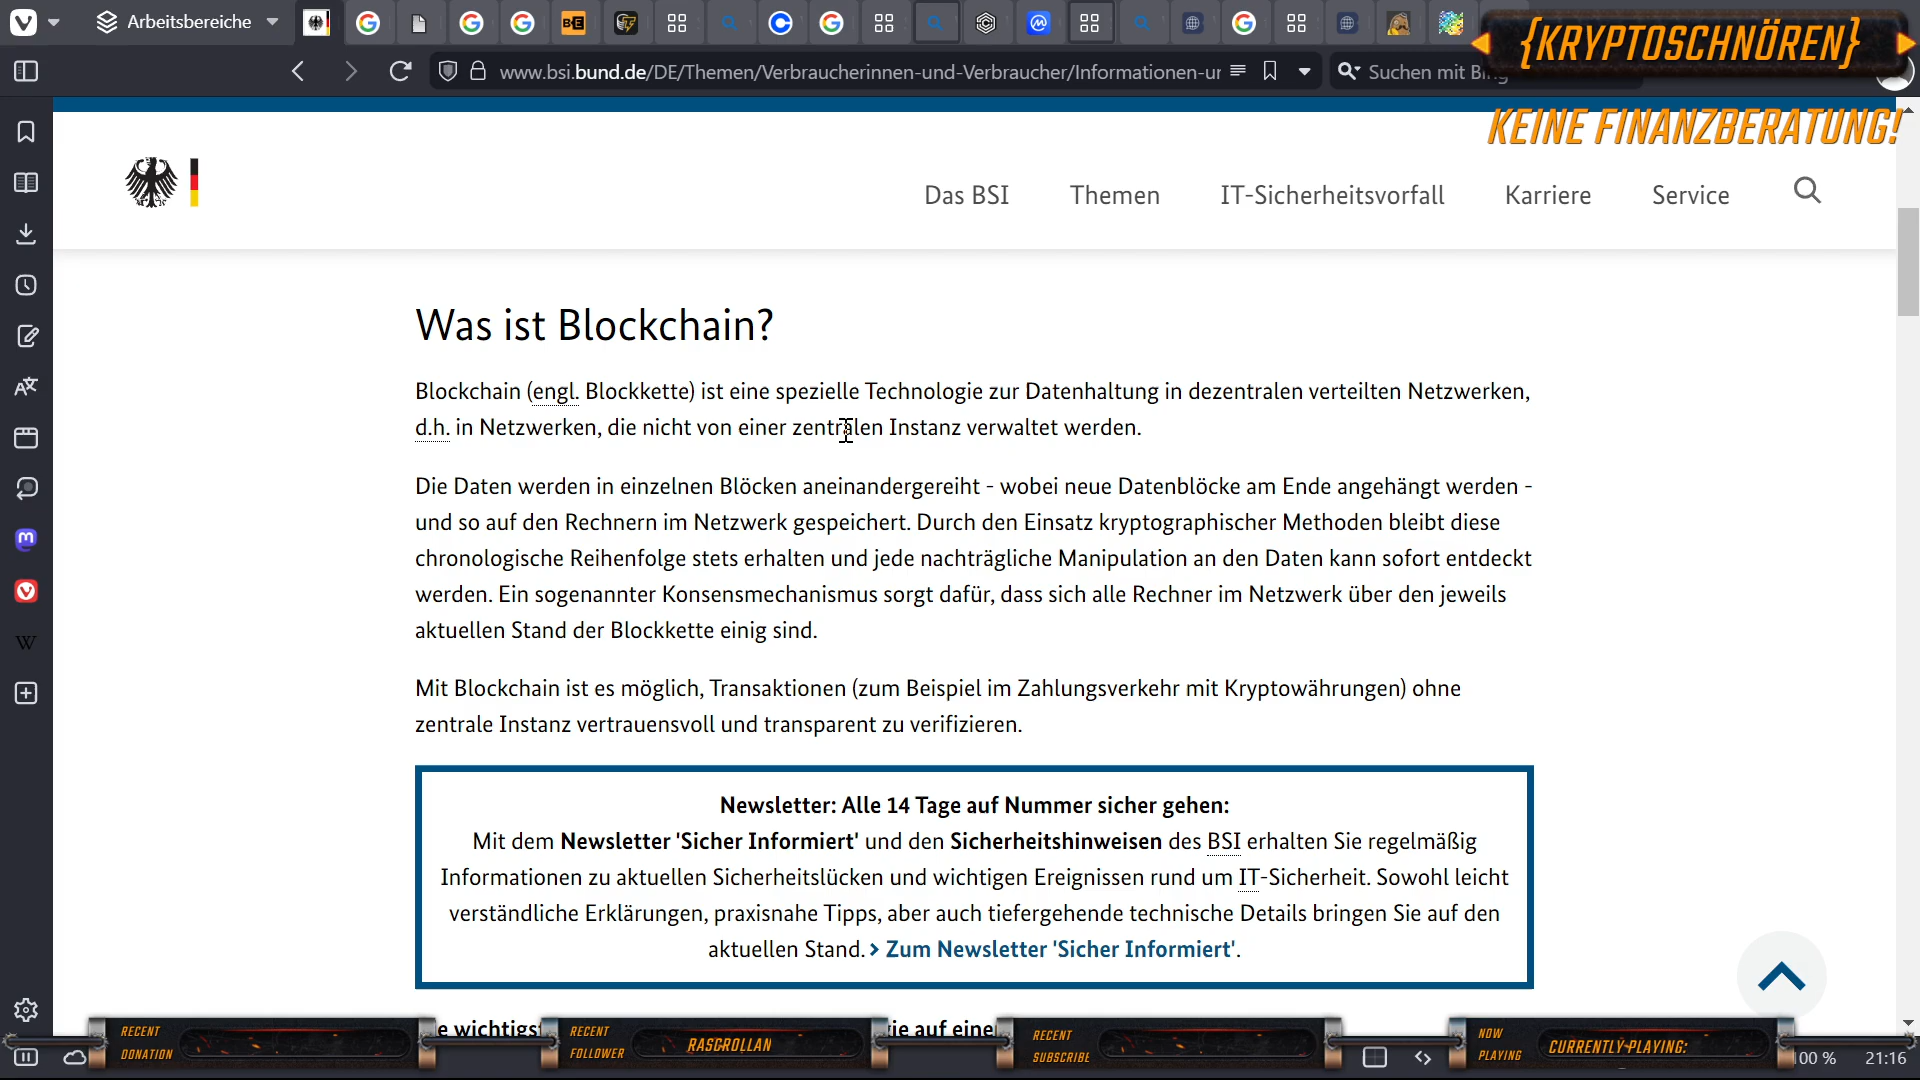 Arbeitsbereiche
{KRYPTOSCHNÖREN}
www.bsi.bund.de/DE/Themen/Verbraucherinnen-und-Verbraucher/Informationen-ur
Suchen mit Bing
KEINE FINANZBERATUNG!
Das BSI
Themen
IT-Sicherheitsvorfall
Karriere
Service
Was ist Blockchain?
Blockchain (engl. Blockkette) ist eine spezielle Technologie zur Datenhaltung in dezentralen verteilten Netzwerken,
d.h. in Netzwerken, die nicht von einer zentralen Instanz verwaltet werden.
Die Daten werden in einzelnen Blöcken aneinandergereiht - wobei neue Datenblöcke am Ende angehängt werden -
und so auf den Rechnern im Netzwerk gespeichert. Durch den Einsatz kryptographischer Methoden bleibt diese
chronologische Reihenfolge stets erhalten und jede nachträgliche Manipulation an den Daten kann sofort entdeckt
werden. Ein sogenannter Konsensmechanismus sorgt dafür, dass sich alle Rechner im Netzwerk über den jeweils
aktuellen Stand der Blockkette einig sind.
Mit Blockchain ist es möglich, Transaktionen (zum Beispiel im Zahlungsverkehr mit Kryptowährungen) ohne
zentrale Instanz vertrauensvoll und transparent zu verifizieren.
Newsletter: Alle 14 Tage auf Nummer sicher gehen:
Mit dem Newsletter 'Sicher Informiert' und den Sicherheitshinweisen des BSI erhalten Sie regelmäßig
Informationen zu aktuellen Sicherheitslücken und wichtigen Ereignissen rund um IT-Sicherheit. Sowohl leicht
verständliche Erklärungen, praxisnahe Tipps, aber auch tiefergehende technische Details bringen Sie auf den
aktuellen Stand. > Zum Newsletter 'Sicher Informiert'.
e wichtigs
ie auf eine
RECENT
DONATION
RECENT
FOLLOWER
RASCROLLAN
RECENT
SUBSCRIBE
NOW
PLAYING
CURRENTLY PLAYING:
00 %
21:16